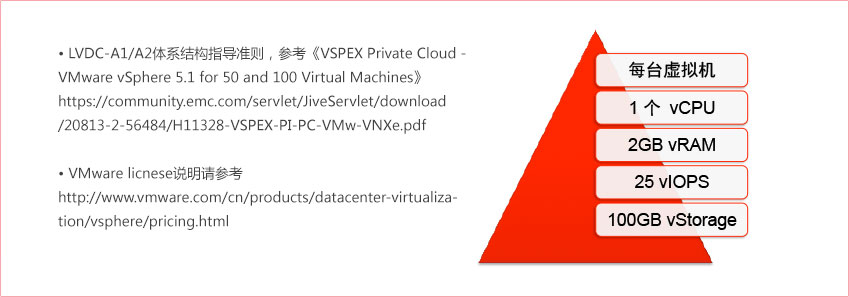 • LVDC-A1/A2体系结构指导准则，参考《VSPEX Private Cloud -
VMware vSphere 5.1 for 50 and 100 Virtual Machines》
https://community.emc.com/servlet/JiveServlet/download
/20813-2-56484/H11328-VSPEX-PI-PC-VMw-VNXe.pdf
• VMware licnese说明请参考
http://www.vmware.com/cn/products/datacenter-virtualiza-
tion/vsphere/pricing.html
每台虚拟机
1 个 vCPU
2GB vRAM
25 vIOPS
100GB vStorage